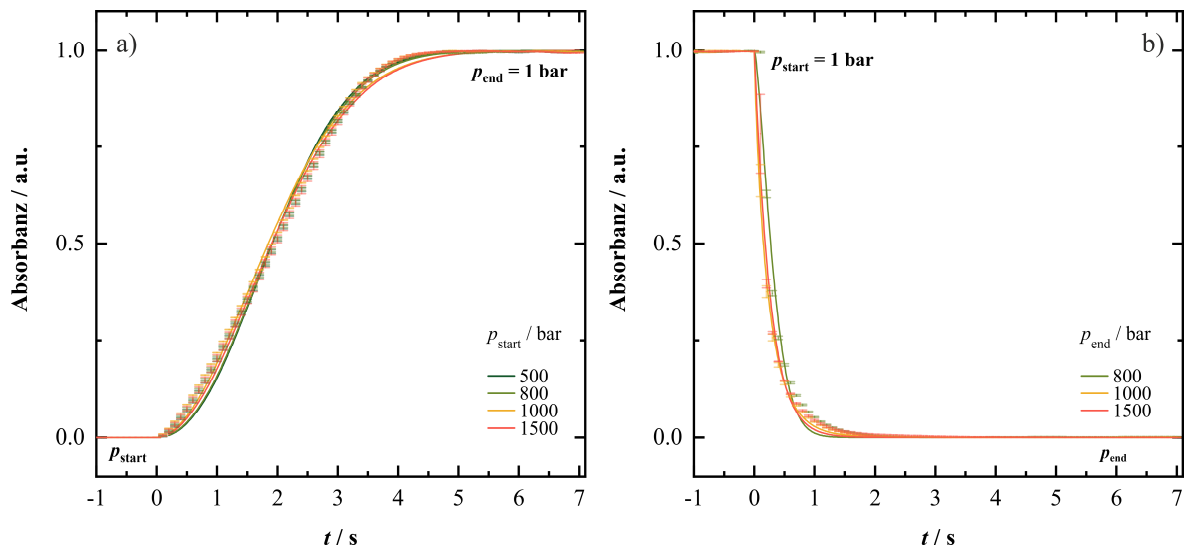 a)
1.0
0.5
0.0
Absorbanz / a.u.
p_end = 1 bar
p_start / bar
500
800
1000
1500
p_start
-1 0 1 2 3 4 5 6 7
t / s
b)
1.0
0.5
0.0
Absorbanz / a.u.
p_start = 1 bar
p_end / bar
800
1000
1500
p_end
-1 0 1 2 3 4 5 6 7
t / s